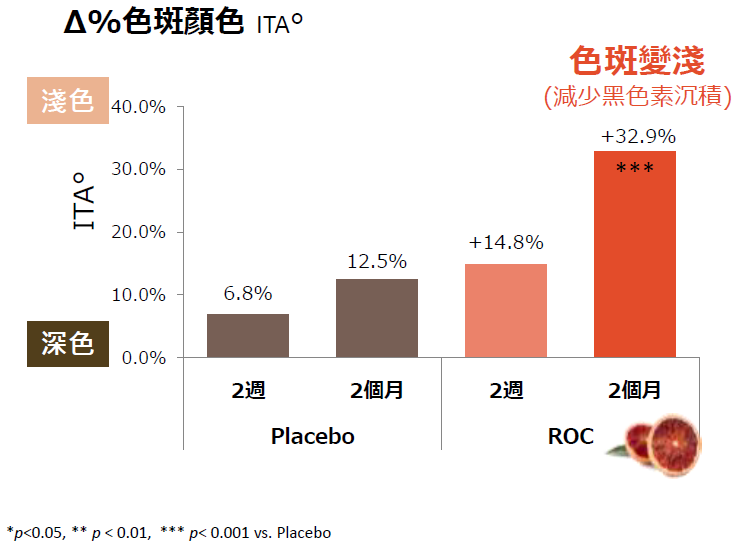 Δ%色斑顏色 ITA°
色斑變淺
(減少黑色素沉積)
淺色
深色
ITA°
40.0%
30.0%
20.0%
10.0%
0.0%
6.8%
12.5%
+14.8%
+32.9%
***
2週 2個月 2週 2個月
Placebo ROC
*p<0.05, ** p < 0.01, *** p< 0.001 vs. Placebo